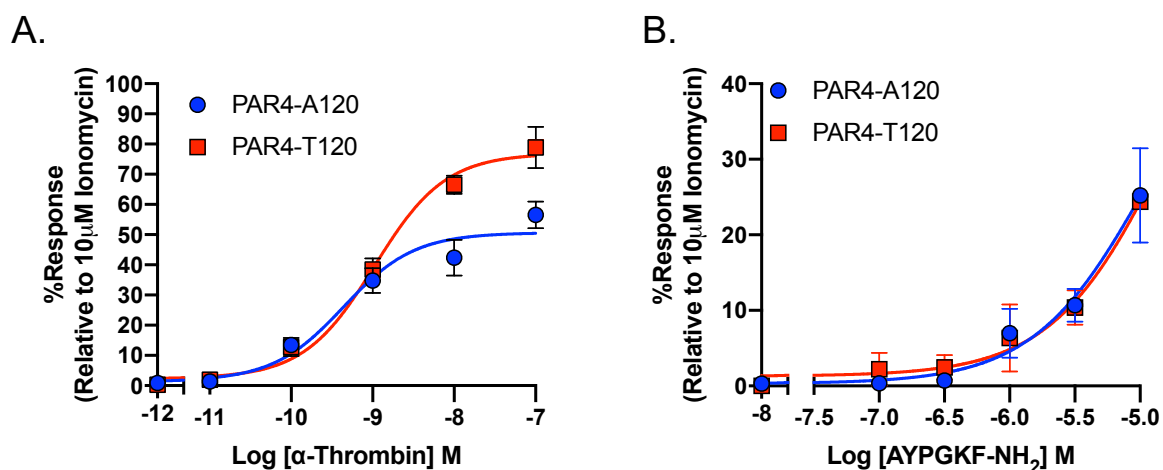 A.
%Response
(Relative to 10μM Ionomycin)
100
90
80
70
60
50
40
30
20
10
0
PAR4-A120
PAR4-T120
-12 -11 -10 -9 -8 -7
Log [α-Thrombin] M
B.
%Response
(Relative to 10μM Ionomycin)
40
30
20
10
0
PAR4-A120
PAR4-T120
-8 -7.5 -7.0 -6.5 -6.0 -5.5 -5.0
Log [AYPGKF-NH₂] M